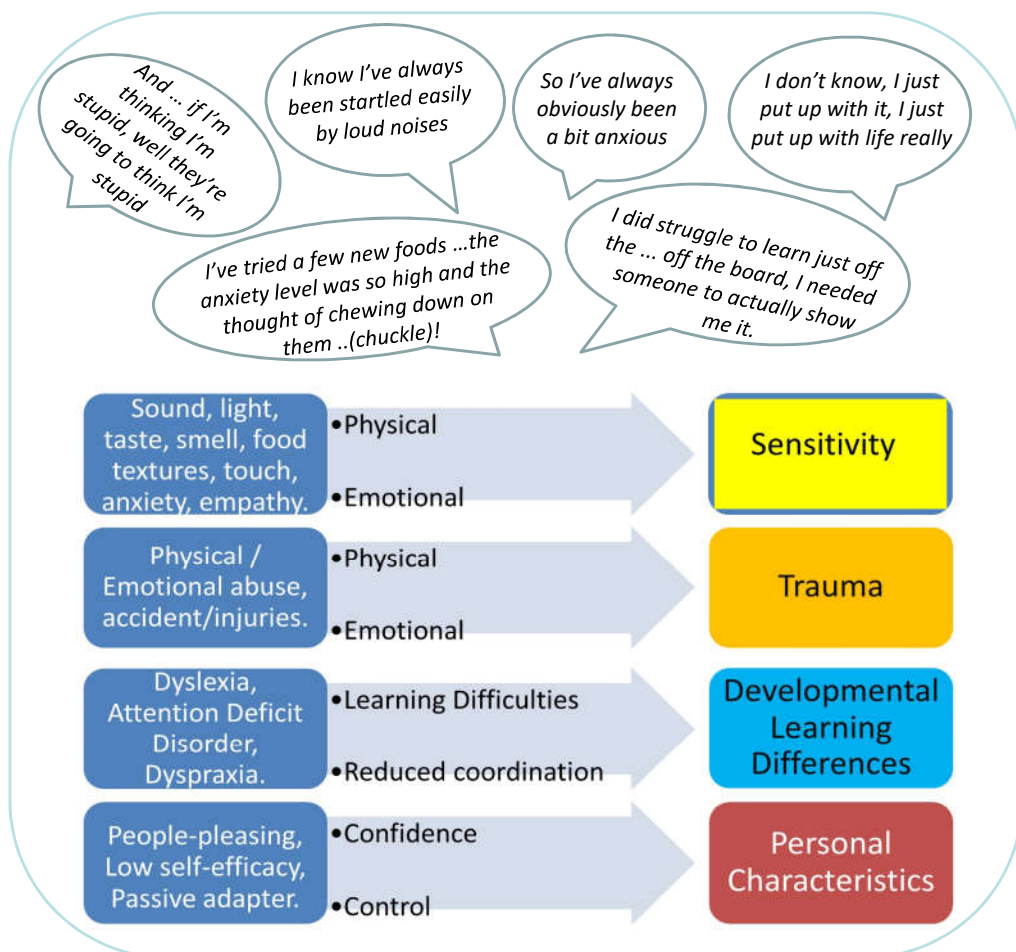 And ... if I'm
thinking I'm
stupid, well they're
going to think I'm
stupid
I know I've always
been startled easily
by loud noises
So I've always
obviously been
a bit anxious
I don't know, I just
put up with it, I just
put up with life really
I've tried a few new foods ...the
anxiety level was so high and the
thought of chewing down on
them ..(chuckle)!
I did struggle to learn just off
the ... off the board, I needed
someone to actually show
me it.
Sound, light,
taste, smell, food
textures, touch,
anxiety, empathy.
•Physical
•Emotional
Sensitivity
Physical /
Emotional abuse,
accident/injuries.
•Physical
•Emotional
Trauma
Dyslexia,
Attention Deficit
Disorder,
Dyspraxia.
•Learning Difficulties
•Reduced coordination
Developmental
Learning
Differences
People-pleasing,
Low self-efficacy,
Passive adapter.
•Confidence
•Control
Personal
Characteristics